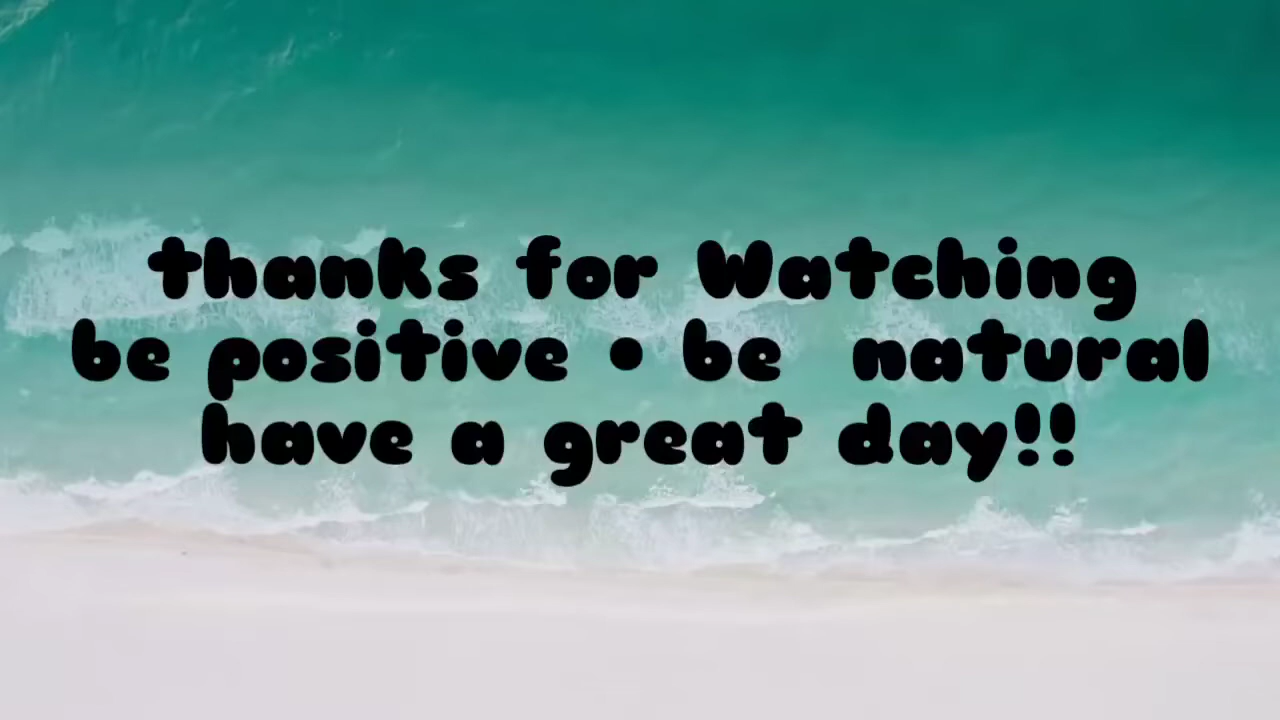 thanks for Watching
be positive • be natural
have a great day!!